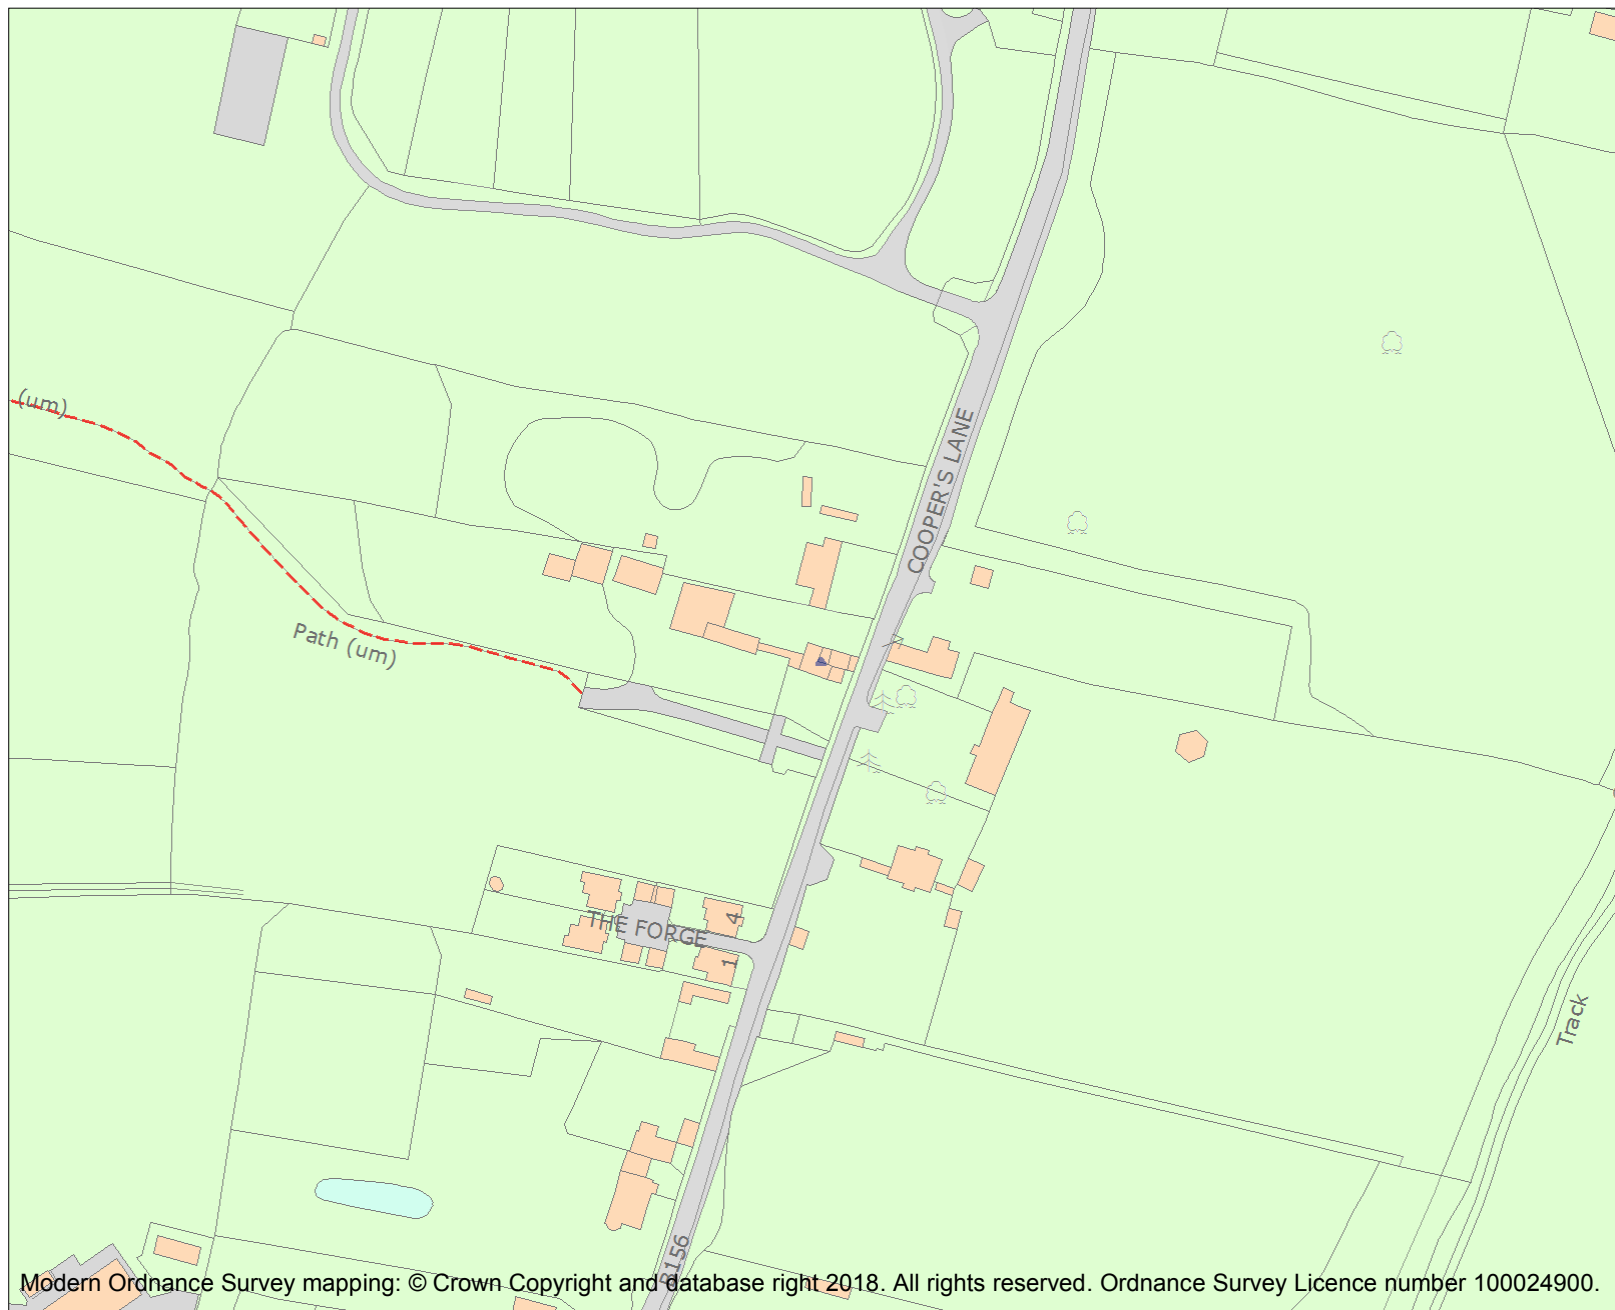 (um)
COOPER'S LANE
Path (um)
THE FORGE
4
1
Track
B156
Modern Ordnance Survey mapping: © Crown Copyright and database right 2018. All rights reserved. Ordnance Survey Licence number 100024900.